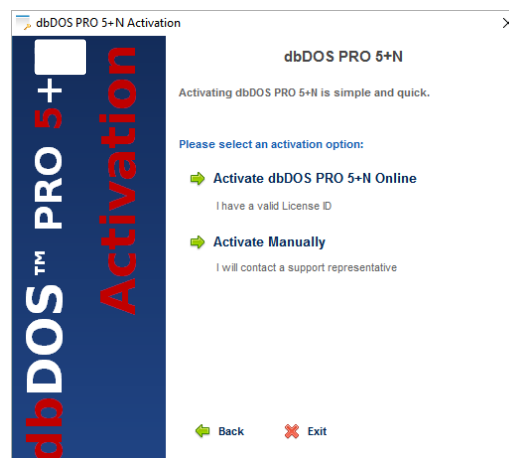 dbDOS PRO 5+N Activation
dbDOS™ PRO 5+
Activation
dbDOS PRO 5+N
Activating dbDOS PRO 5+N is simple and quick.
Please select an activation option:
Activate dbDOS PRO 5+N Online
I have a valid License ID
Activate Manually
I will contact a support representative
Back
Exit